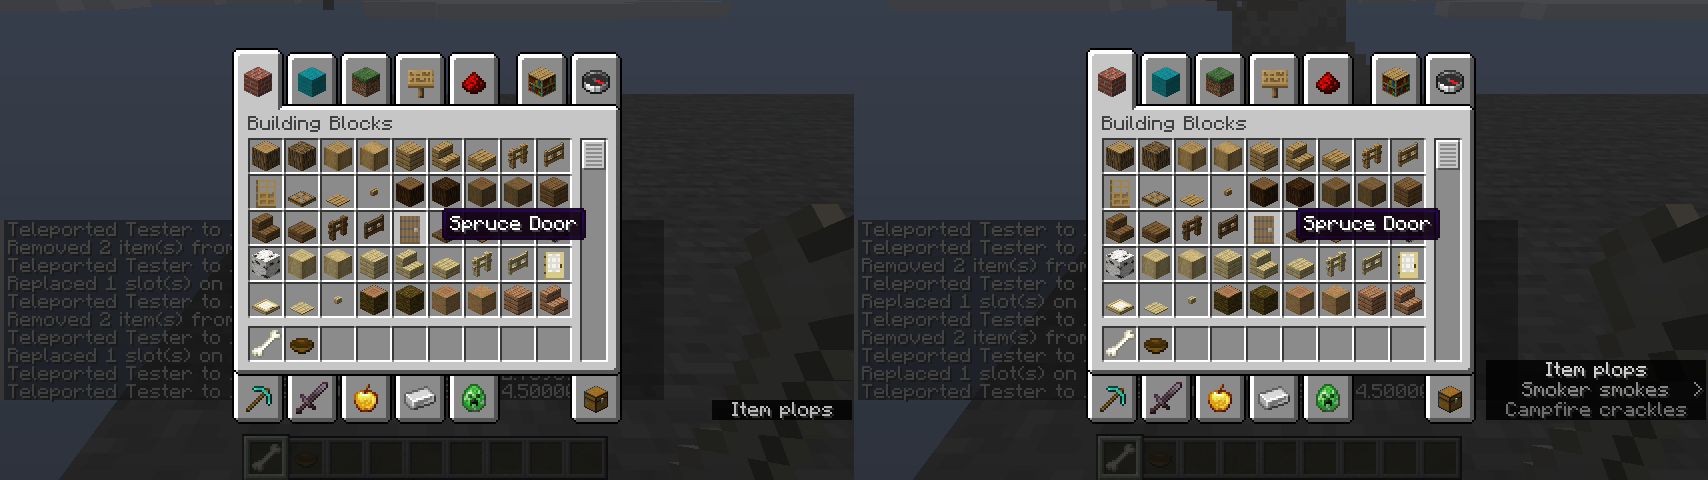 Building Blocks
Spruce Door
Teleported Tester to
Removed 2 item(s) from
Teleported Tester to
Replaced 1 slot(s) on
Teleported Tester to
Removed 2 item(s) from
Teleported Tester to
Replaced 1 slot(s) on
Teleported Tester to
4.5000
Item plops
Building Blocks
Spruce Door
Teleported Tester to
Teleported Tester to
Removed 2 item(s) from
Teleported Tester to
Replaced 1 slot(s) on
Teleported Tester to
Removed 2 item(s) from
Teleported Tester to
Replaced 1 slot(s) on
Teleported Tester to
4.5000
Item plops
Smoker smokes >
Campfire crackles